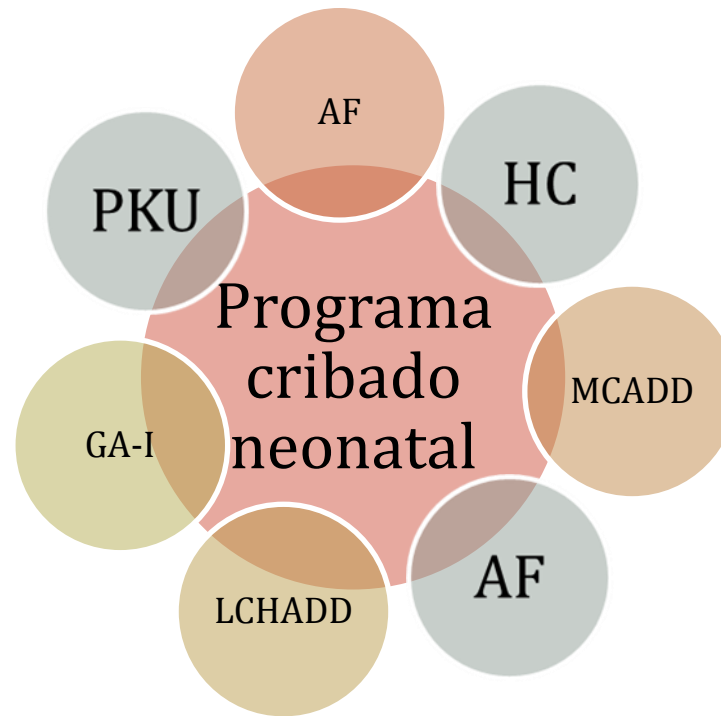 AF
HC
PKU
Programa
cribado
neonatal
MCADD
GA-I
AF
LCHADD